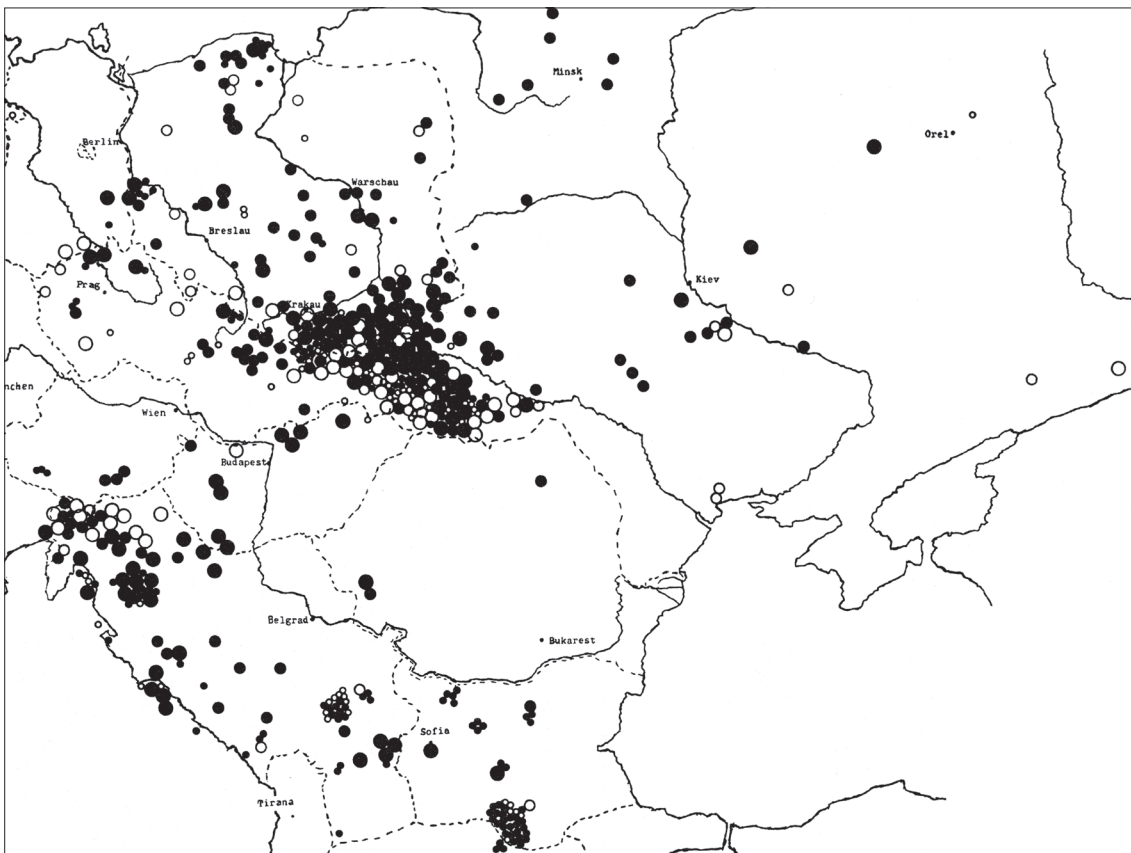 Minsk
Orel
Berlin
Warschau
Breslau
Kiev
Prag
Krakau
nchen
Wien
Budapest
Belgrad
Bukarest
Sofia
Tirana